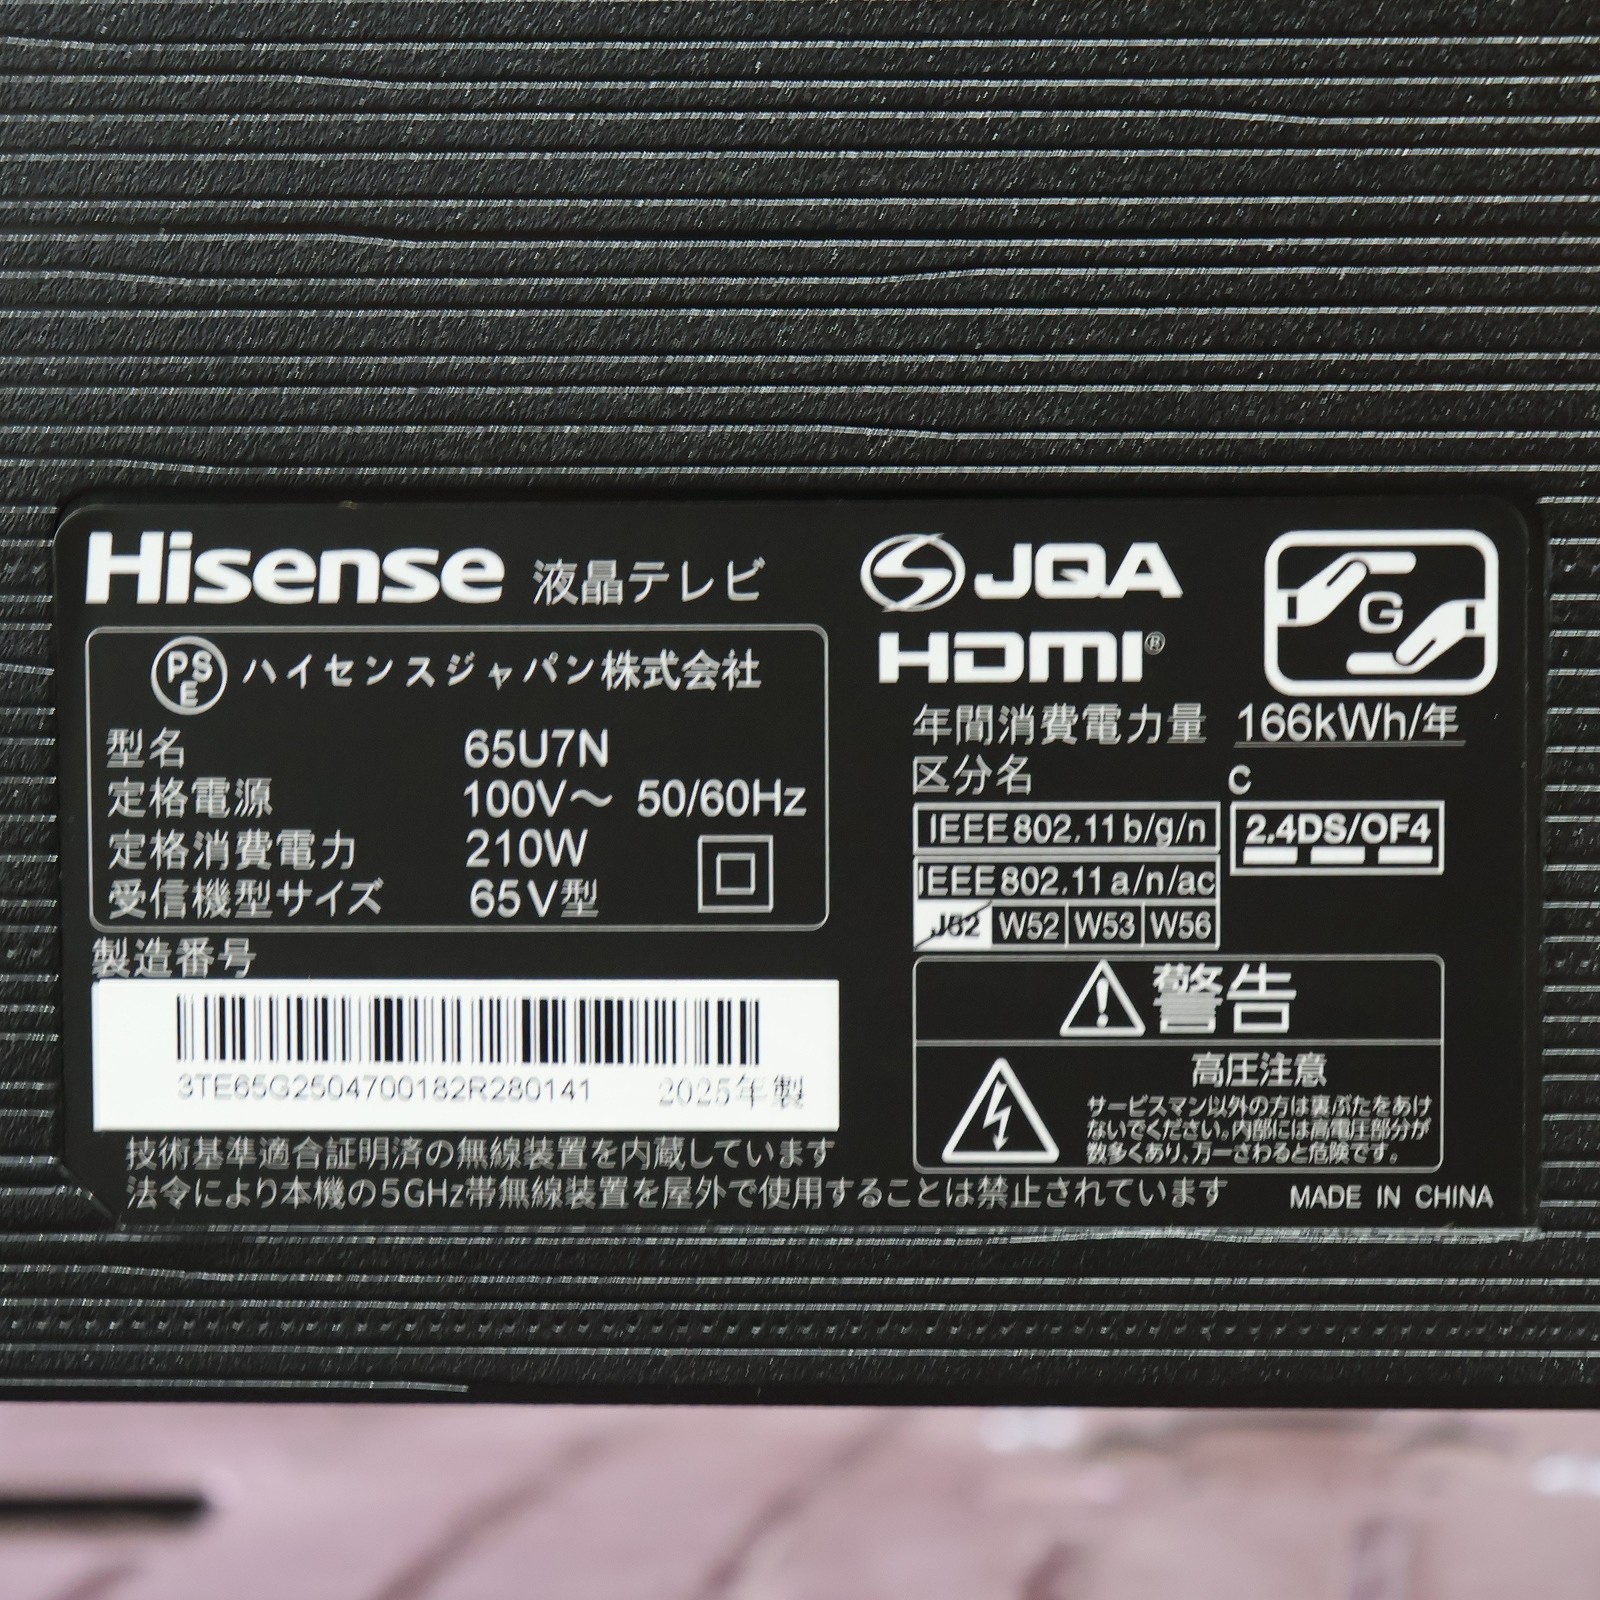 Hisense 液晶テレビ
PSE ハイセンスジャパン株式会社
型名 65U7N
定格電源 100V～ 50/60Hz
定格消費電力 210W
受信機型サイズ 65V型
製造番号
3TE65G2504700182R280141 2025年製
JQA
HDMI®
G
年間消費電力量 166kWh/年
区分名 C
IEEE802.11b/g/n
2.4DS/OF4
IEEE802.11a/n/ac
J52 W52 W53 W56
警告
高圧注意
サービスマン以外の方は裏ぶたをあけ
ないでください。内部には高電圧部分が
数多くあり、万一さわると危険です。
技術基準適合証明済の無線装置を内蔵しています
法令により本機の5GHz帯無線装置を屋外で使用することは禁止されています
MADE IN CHINA